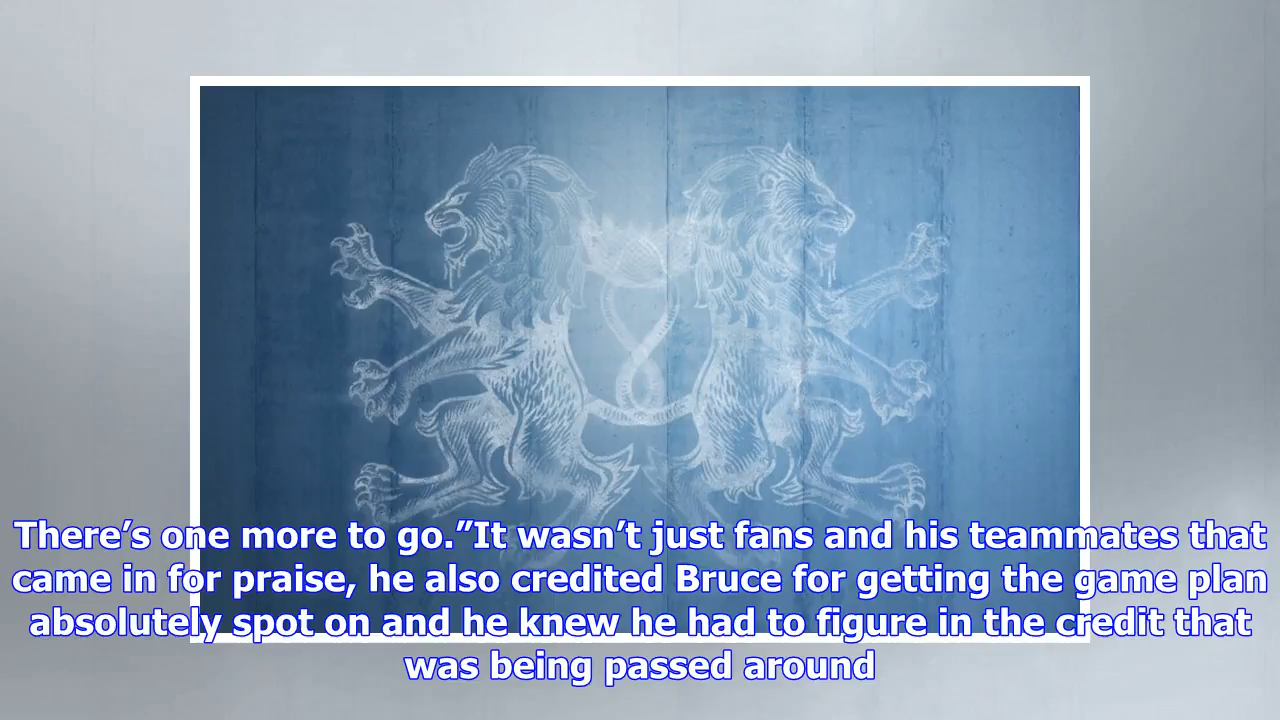 There’s one more to go.”It wasn’t just fans and his teammates that
came in for praise, he also credited Bruce for getting the game plan
absolutely spot on and he knew he had to figure in the credit that
was being passed around